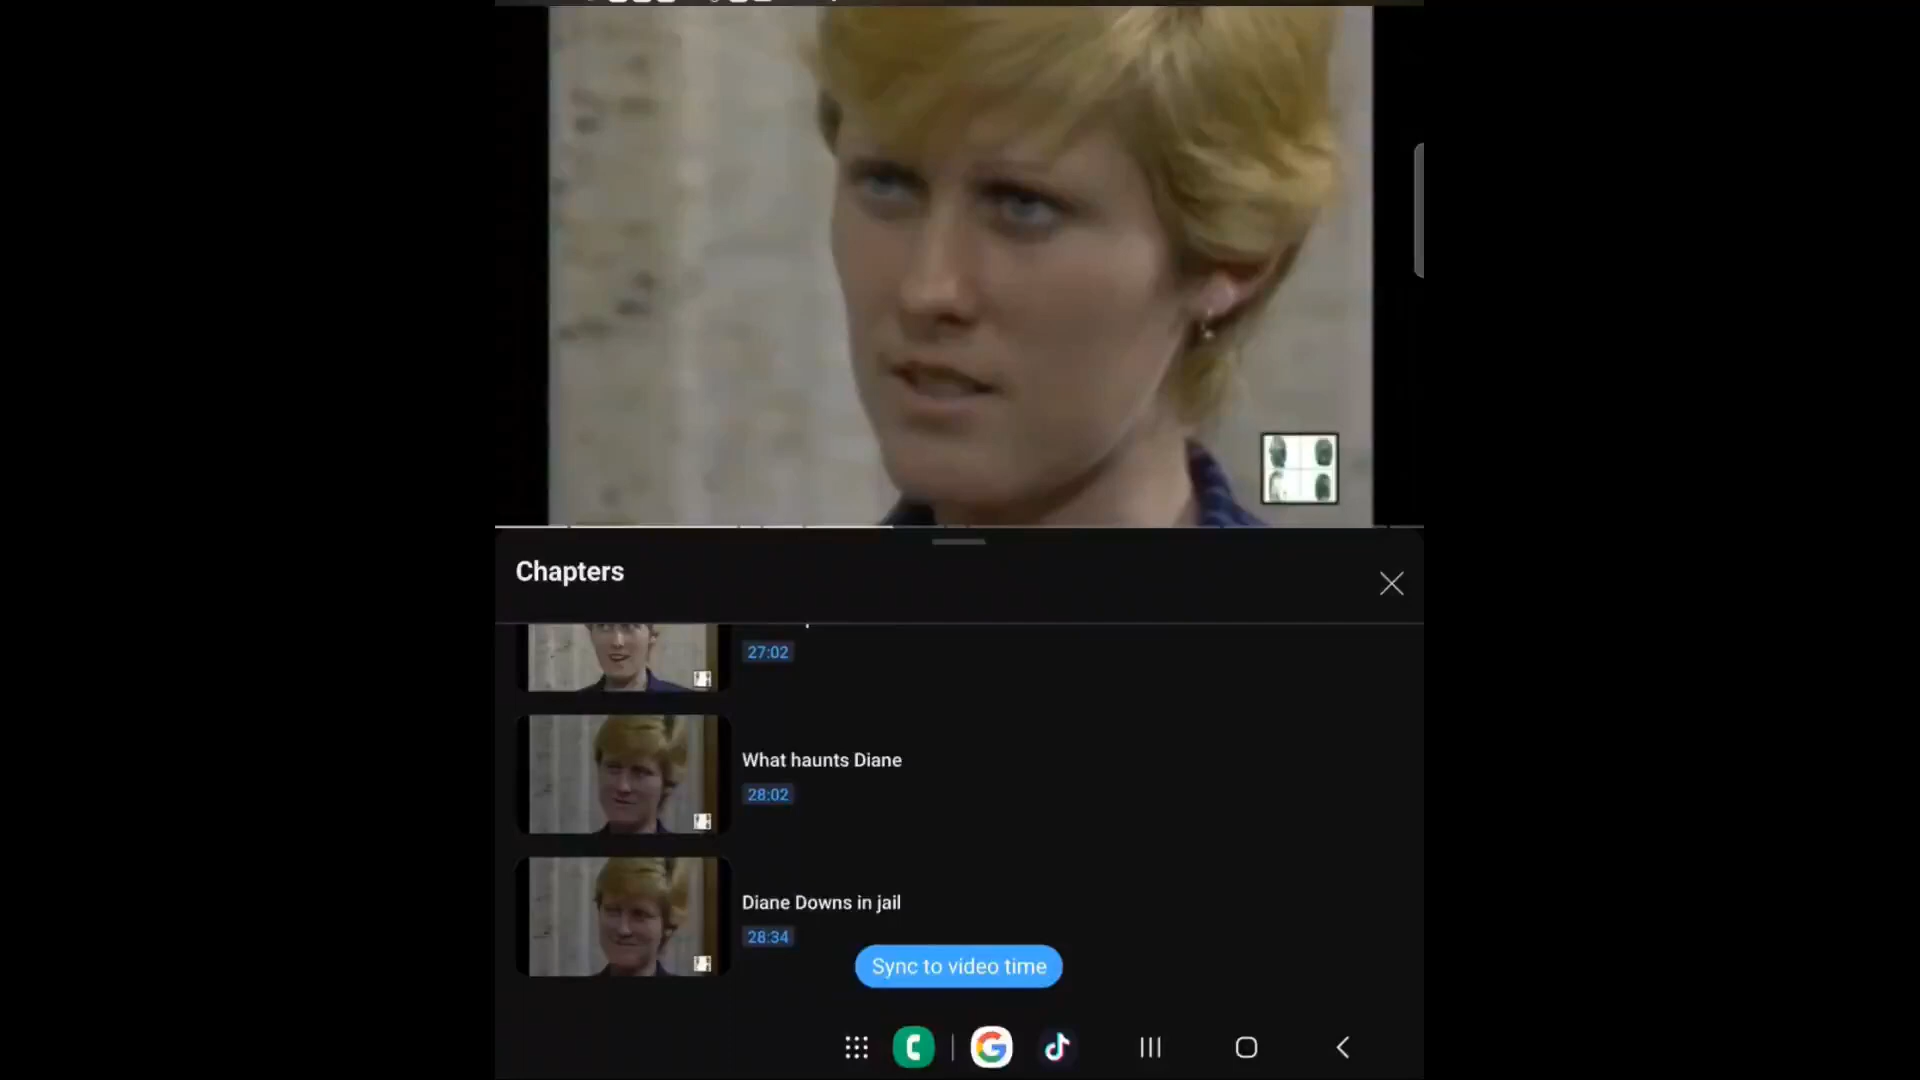 Chapters
27:02
What haunts Diane
28:02
Diane Downs in jail
28:34
Sync to video time